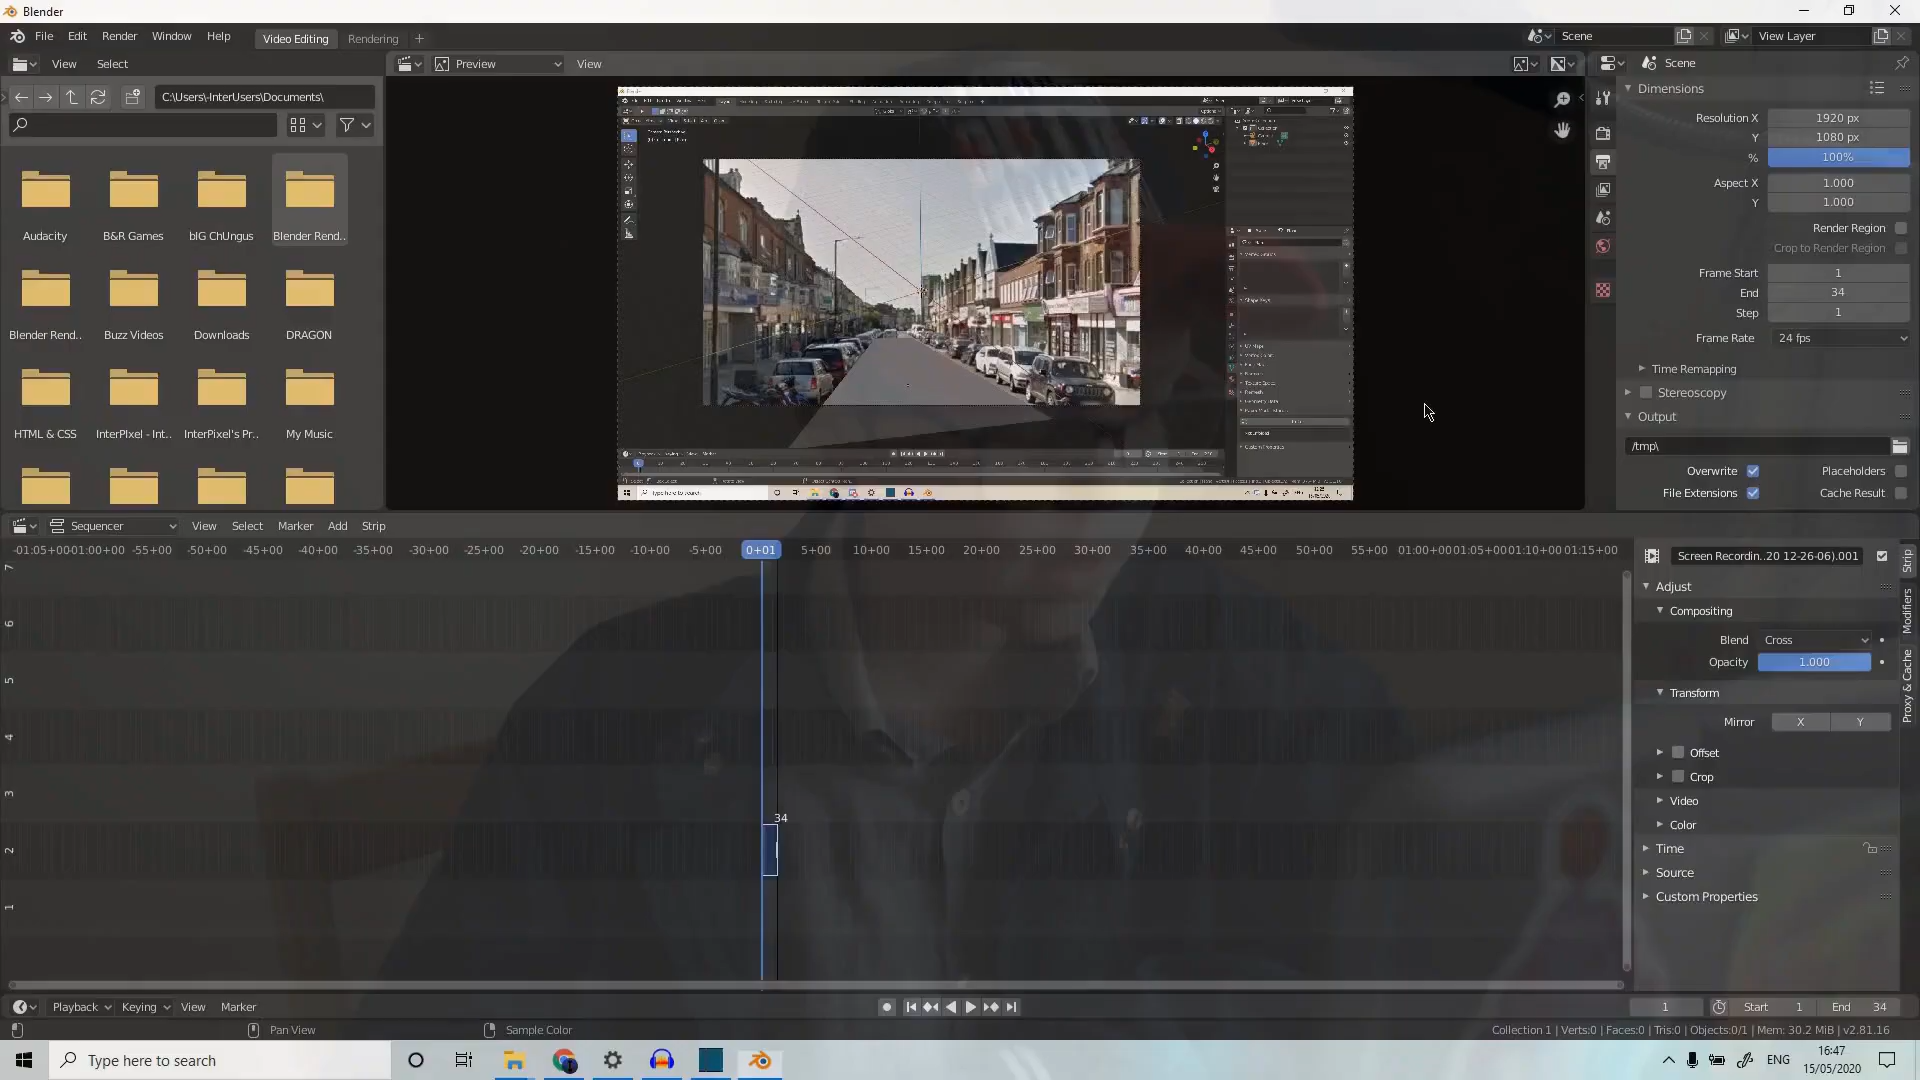 Blender
File Edit Render Window Help Video Editing Rendering + Scene View Layer
View Select Preview View Scene
C:\Users\-InterUsers\Documents\
Audacity B&R Games bIG ChUngus Blender Rend..
Blender Rend.. Buzz Videos Downloads DRAGON
HTML & CSS InterPIxel - Int.. InterPixel's Pr.. My Music
Dimensions
Resolution X 1920 px
Y 1080 px
% 100%
Aspect X 1.000
Y 1.000
Render Region
Crop to Render Region
Frame Start 1
End 34
Step 1
Frame Rate 24 fps
Time Remapping
Stereoscopy
Output
/tmp\
Overwrite Placeholders
File Extensions Cache Result
Type here to search
Sequencer View Select Marker Add Strip
-01:05+00 -01:00+00 -55+00 -50+00 -45+00 -40+00 -35+00 -30+00 -25+00 -20+00 -15+00 -10+00 -5+00 0+01 5+00 10+00 15+00 20+00 25+00 30+00 35+00 40+00 45+00 50+00 55+00 01:00+00 01:05+00 01:10+00 01:15+00
7
6
5
4
3
2
1
34
Screen Recordin..20 12-26-06).001
Adjust
Compositing
Blend Cross
Opacity 1.000
Transform
Mirror X Y
Offset
Crop
Video
Color
Time
Source
Custom Properties
Strip
Modifiers
Proxy & Cache
Playback Keying View Marker 1 Start 1 End 34
Pan View Sample Color Collection 1 | Verts:0 | Faces:0 | Tris:0 | Objects:0/1 | Mem: 30.2 MiB | v2.81.16
Type here to search ENG 16:47
15/05/2020